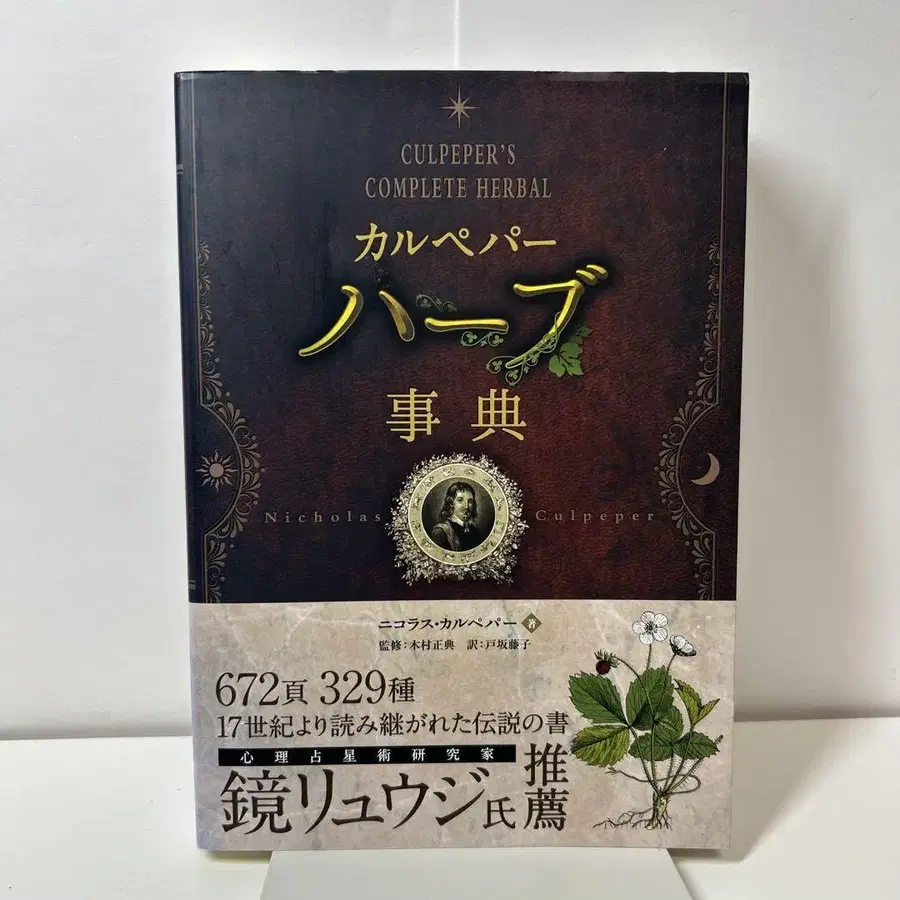 CULPEPER'S
COMPLETE HERBAL
カルペパー
ハーブ
事典
Nicholas Culpeper
ニコラス・カルペパー 著
監修：木村正典 訳：戸坂藤子
672頁 329種
17世紀より読み継がれた伝説の書
心理占星術研究家
鏡リュウジ氏推薦